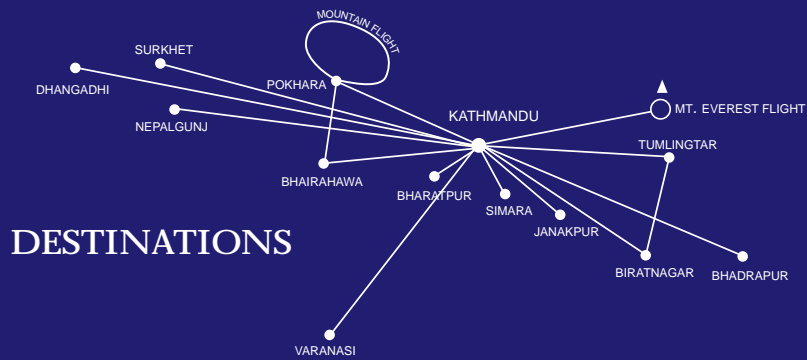 MOUNTAIN FLIGHT
SURKHET
DHANGADHI
POKHARA
NEPALGUNJ
KATHMANDU
MT. EVEREST FLIGHT
TUMLINGTAR
BHAIRAHAWA
BHARATPUR
SIMARA
JANAKPUR
DESTINATIONS
BIRATNAGAR
BHADRAPUR
VARANASI